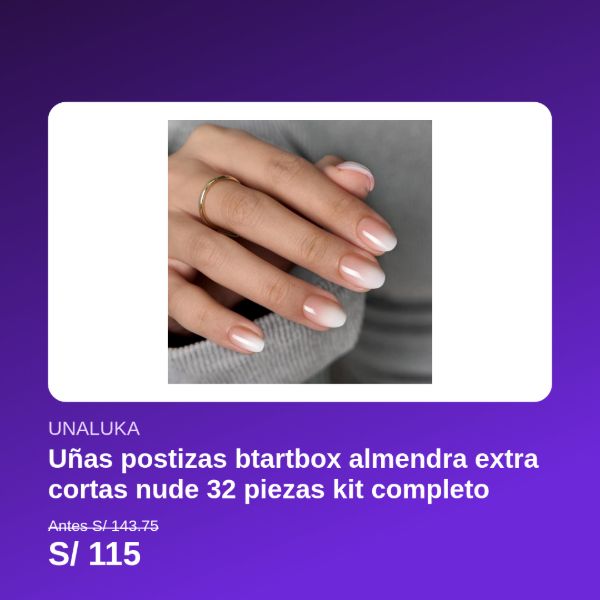 UNALUKA
Uñas postizas btartbox almendra extra
cortas nude 32 piezas kit completo
Antes S/ 143.75
S/ 115